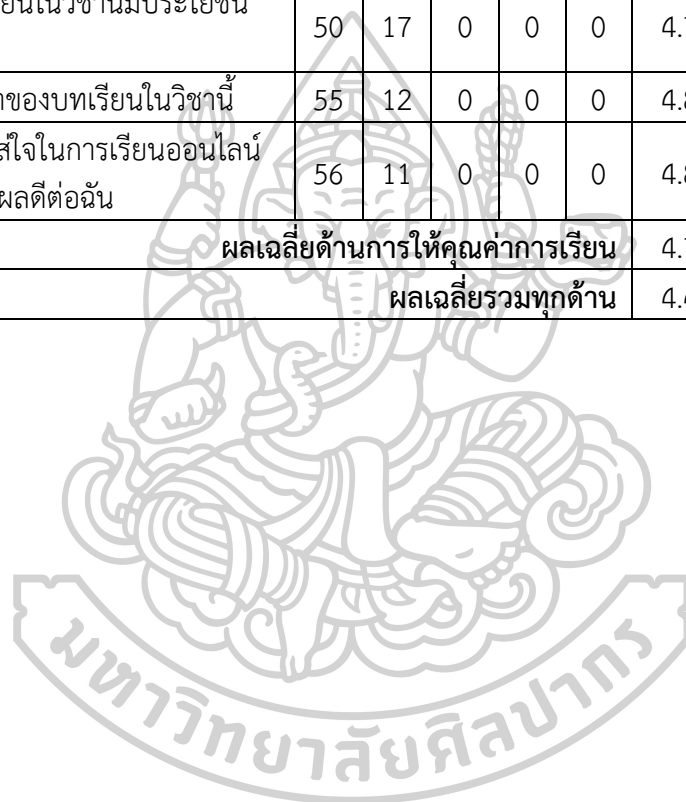 ยนในวิชานี้มีประโยชน์
50 17 0 0 0 4.
ของบทเรียนในวิชานี้ 55 12 0 0 0 4.
ส่ใจในการเรียนออนไลน์
ผลดีต่อฉัน 56 11 0 0 0 4.
ผลเฉลี่ยด้านการให้คุณค่าการเรียน 4.
ผลเฉลี่ยรวมทุกด้าน 4.
มหาวิทยาลัยศิลปากร